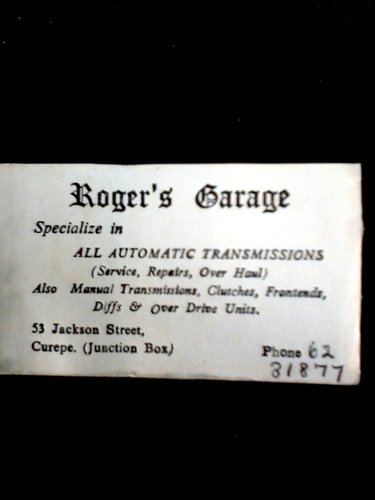 Roger's Garage
Specialize in
ALL AUTOMATIC TRANSMISSIONS
(Service, Repairs, Over Haul)
Also Manual Transmissions, Clutches, Frontends,
Diffs & Over Drive Units.
53 Jackson Street,
Curepe. (Junction Box)
Phone 62
31877